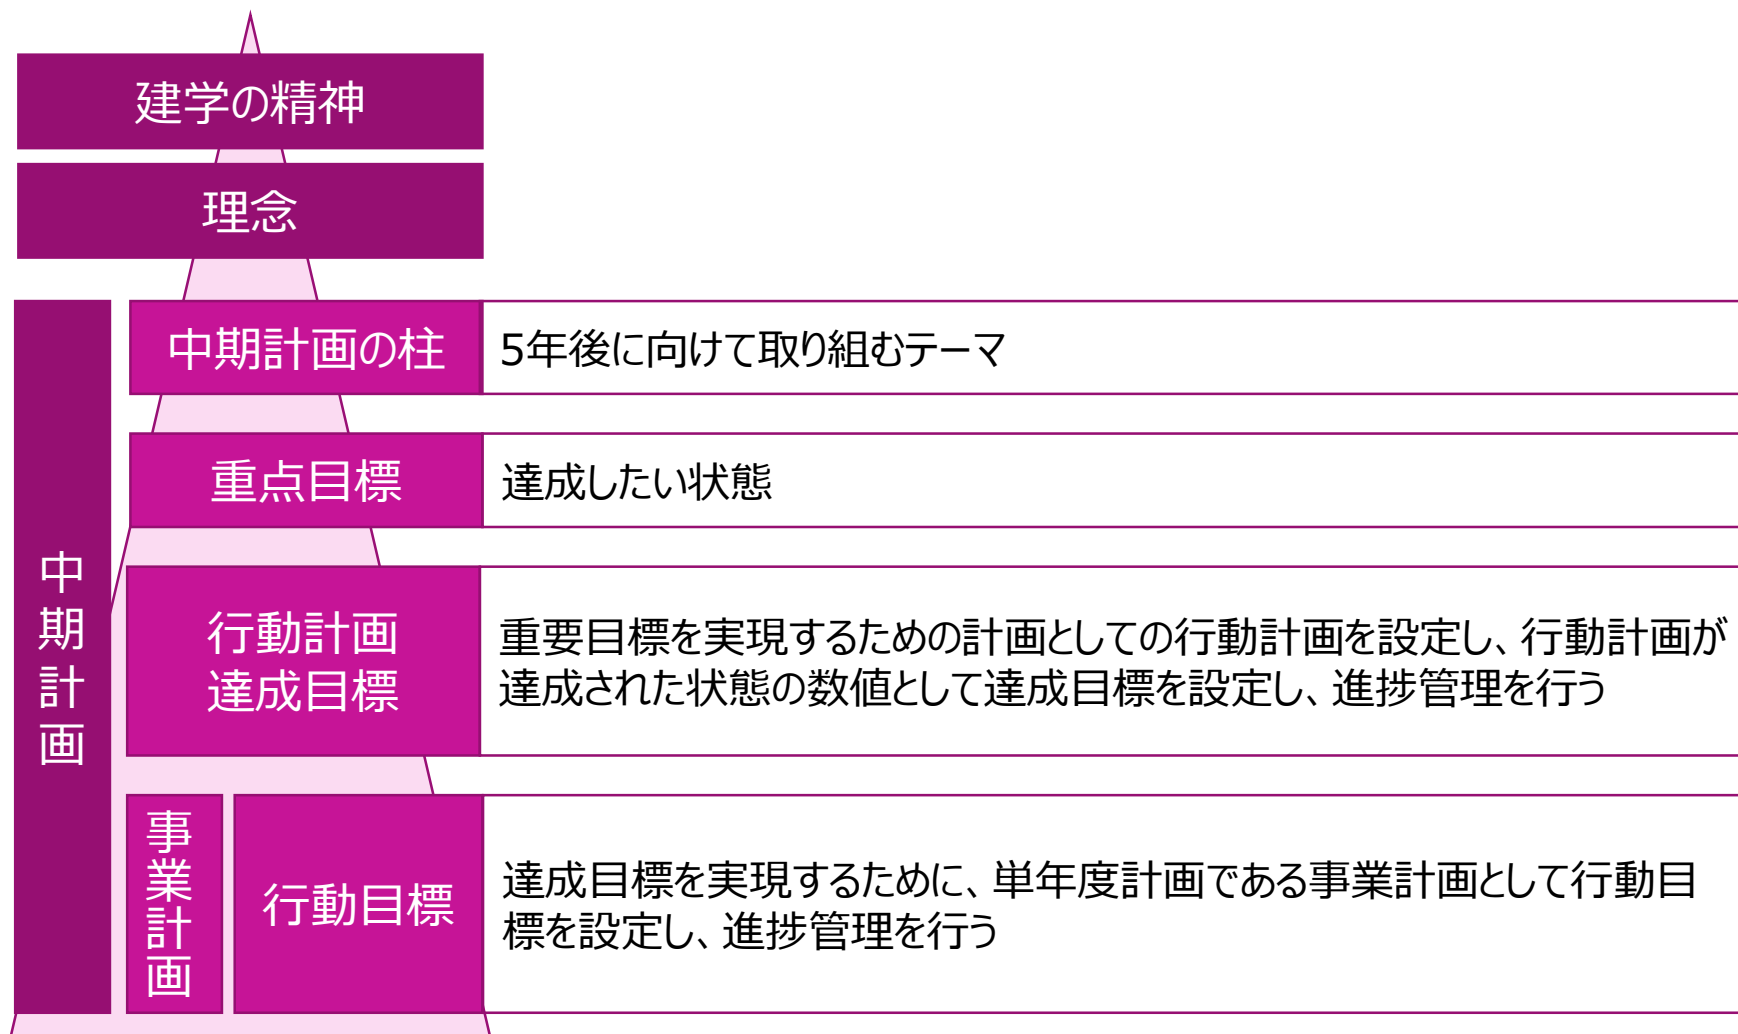 建学の精神
理念
中期計画
中期計画の柱
5年後に向けて取り組むテーマ
重点目標
達成したい状態
行動計画
達成目標
重要目標を実現するための計画としての行動計画を設定し、行動計画が
達成された状態の数値として達成目標を設定し、進捗管理を行う
事業計画
行動目標
達成目標を実現するために、単年度計画である事業計画として行動目
標を設定し、進捗管理を行う